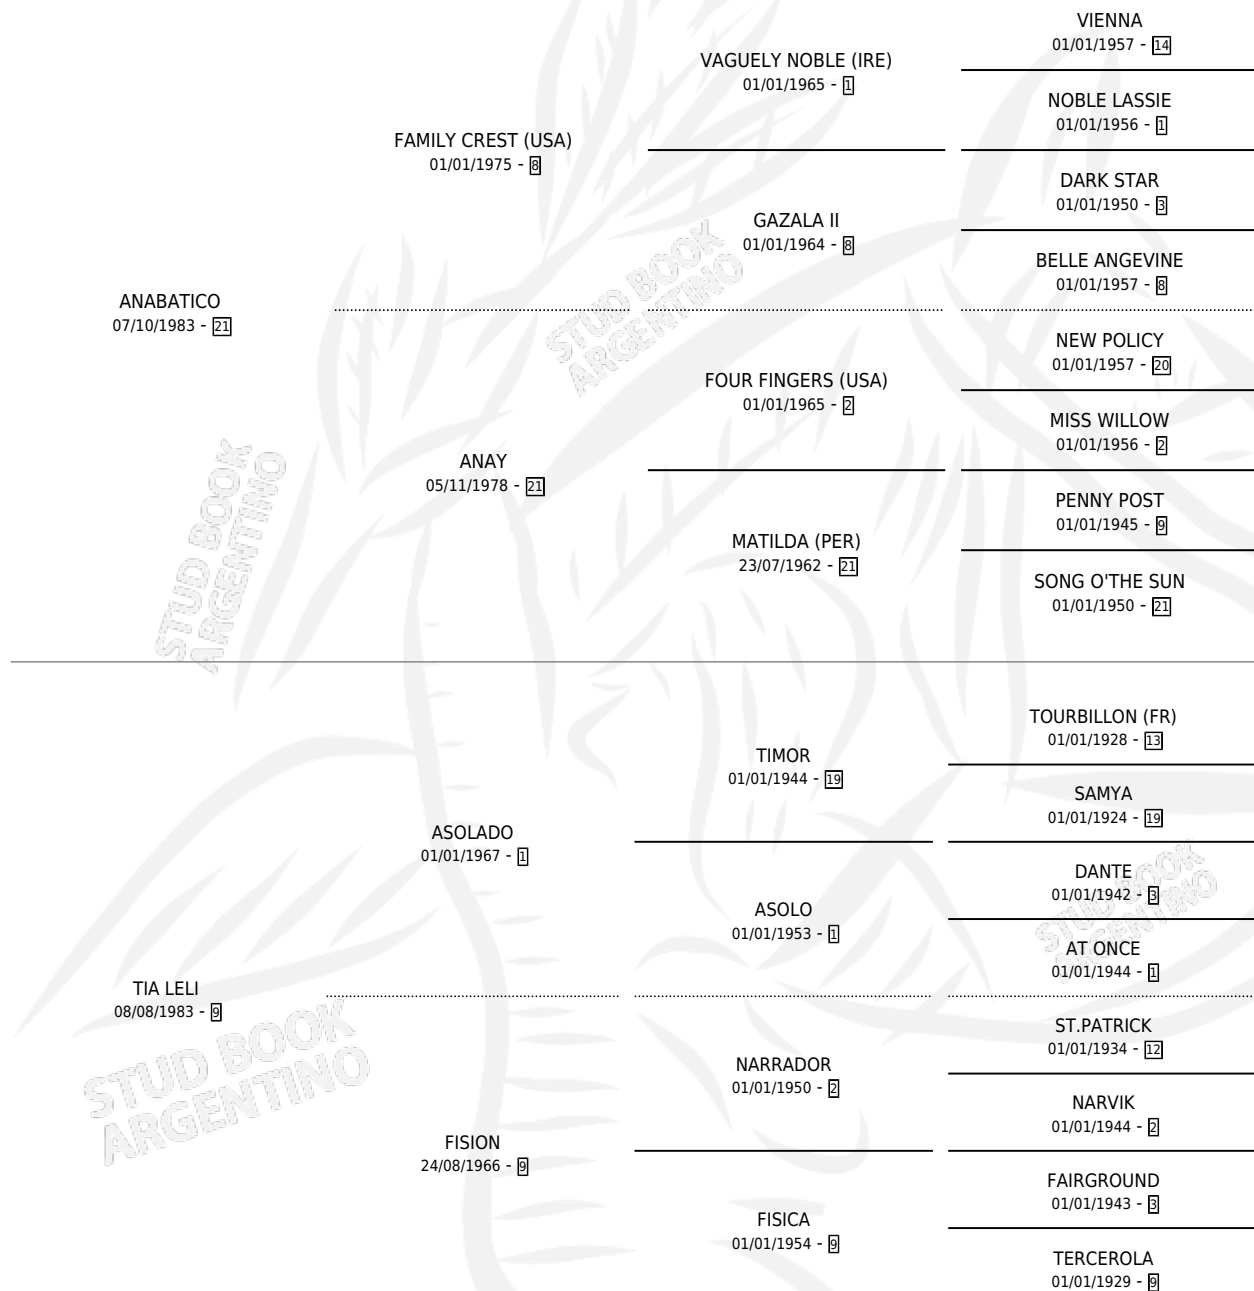 VIENNA
01/01/1957 - 14
VAGUELY NOBLE (IRE)
01/01/1965 - 1
NOBLE LASSIE
01/01/1956 - 1
FAMILY CREST (USA)
01/01/1975 - 8
DARK STAR
01/01/1950 - 3
GAZALA II
01/01/1964 - 8
BELLE ANGEVINE
01/01/1957 - 8
ANABATICO
07/10/1983 - 21
NEW POLICY
01/01/1957 - 20
FOUR FINGERS (USA)
01/01/1965 - 2
MISS WILLOW
01/01/1956 - 2
ANAY
05/11/1978 - 21
PENNY POST
01/01/1945 - 9
MATILDA (PER)
23/07/1962 - 21
SONG O'THE SUN
01/01/1950 - 21
TOURBILLON (FR)
01/01/1928 - 13
TIMOR
01/01/1944 - 19
SAMYA
01/01/1924 - 19
ASOLADO
01/01/1967 - 1
DANTE
01/01/1942 - 3
ASOLO
01/01/1953 - 1
AT ONCE
01/01/1944 - 1
TIA LELI
08/08/1983 - 9
ST.PATRICK
01/01/1934 - 12
NARRADOR
01/01/1950 - 2
NARVIK
01/01/1944 - 2
FISION
24/08/1966 - 9
FAIRGROUND
01/01/1943 - 3
FISICA
01/01/1954 - 9
TERCEROLA
01/01/1929 - 9
STUD BOOK
ARGENTINO
STUD BOOK
ARGENTINO
STUD BOOK
ARGENTINO
STUD BOOK
ARGENTINO